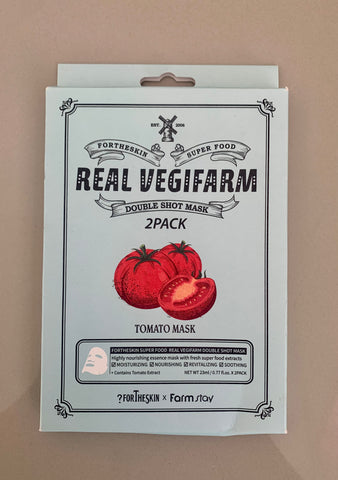 EST. 2006
FORTHESKIN SUPER FOOD
REAL VEGIFARM
DOUBLE SHOT MASK
2PACK
TOMATO MASK
FORTHESKIN SUPER FOOD REAL VEGIFARM DOUBLE SHOT MASK
Highly nourishing essence mask with fresh super food extracts
☑ MOISTURIZING ☑ NOURISHING ☑ REVITALIZING ☑ SOOTHING
+ Contains Tomato Extract NET WT 23ml / 0.77 fl.oz. X 2PACK
?FORTHESKIN x Farmstay